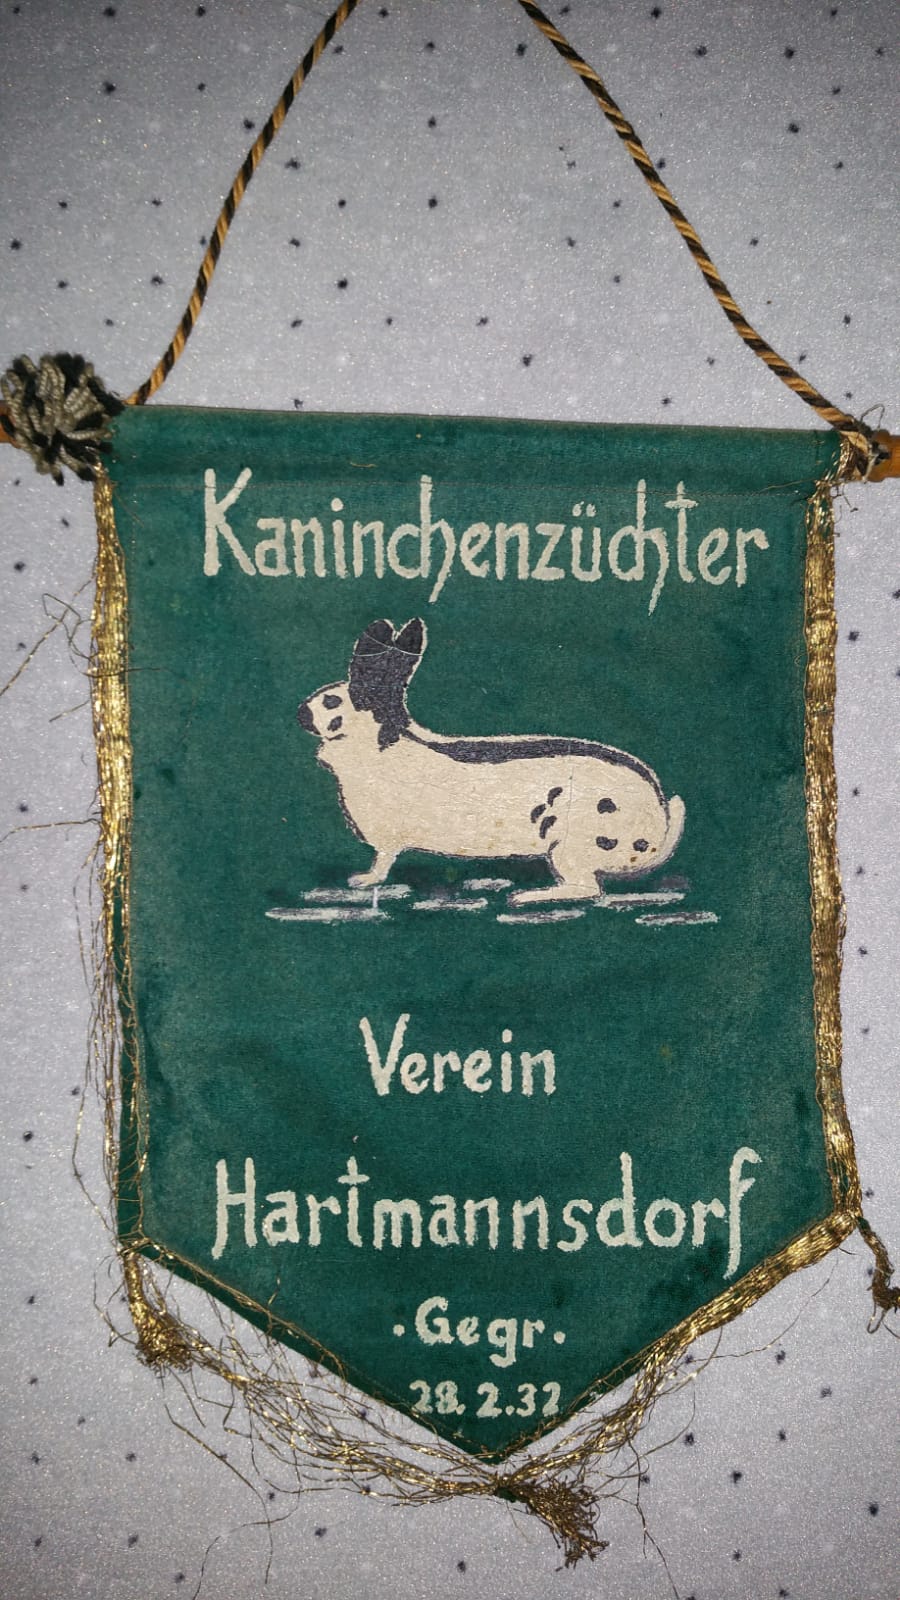 Kaninchenzüchter
Verein
Hartmannsdorf
·Gegr.
28.2.32